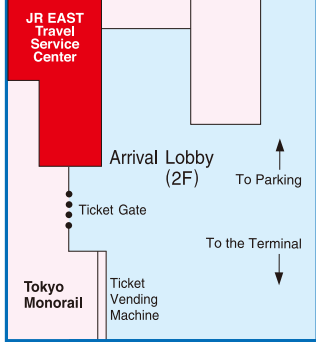 JR EAST
Travel
Service
Center
Arrival Lobby
(2F)
To Parking
Ticket Gate
To the Terminal
Tokyo
Monorail
Ticket
Vending
Machine